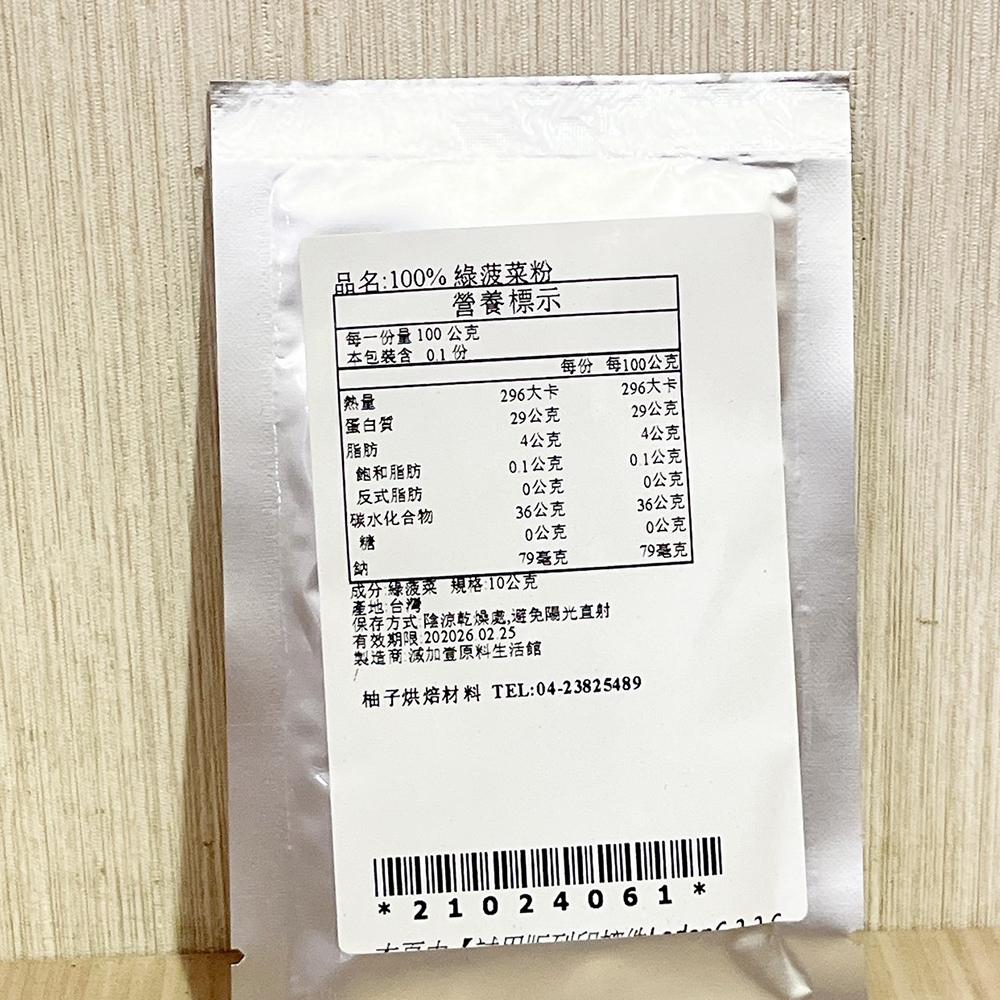 品名:100% 綠菠菜粉
營養標示
每一份量 100 公克
本包裝含 0.1 份
每份 每100公克
熱量 296大卡 296大卡
蛋白質 29公克 29公克
脂肪 4公克 4公克
飽和脂肪 0.1公克 0.1公克
反式脂肪 0公克 0公克
碳水化合物 36公克 36公克
糖 0公克 0公克
鈉 79毫克 79毫克
成分:綠菠菜 規格:10公克
產地:台灣
保存方式:陰涼乾燥處,避免陽光直射
有效期限:202026.02.25
製造商:減加壹原料生活館
/
柚子烘焙材料 TEL:04-23825489
*21024061*